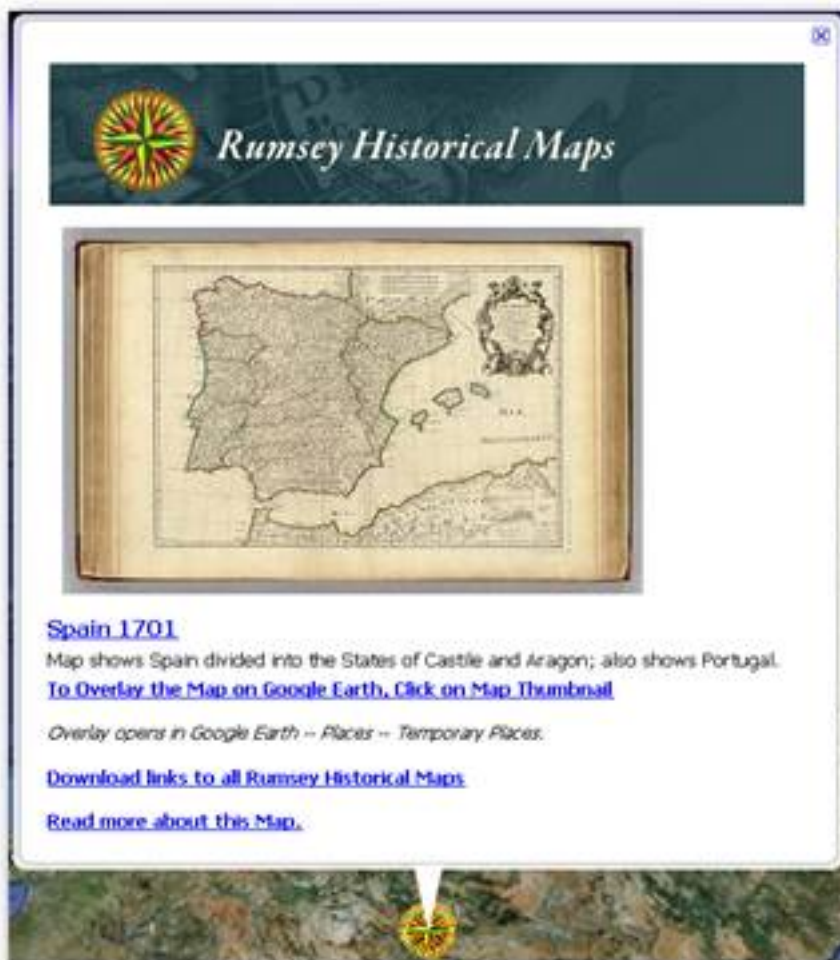 Rumsey Historical Maps
Spain 1701
Map shows Spain divided into the States of Castile and Aragon; also shows Portugal.
To Overlay the Map on Google Earth, Click on Map Thumbnail
Overlay opens in Google Earth -- Places -- Temporary Places.
Download links to all Rumsey Historical Maps
Read more about this Map.